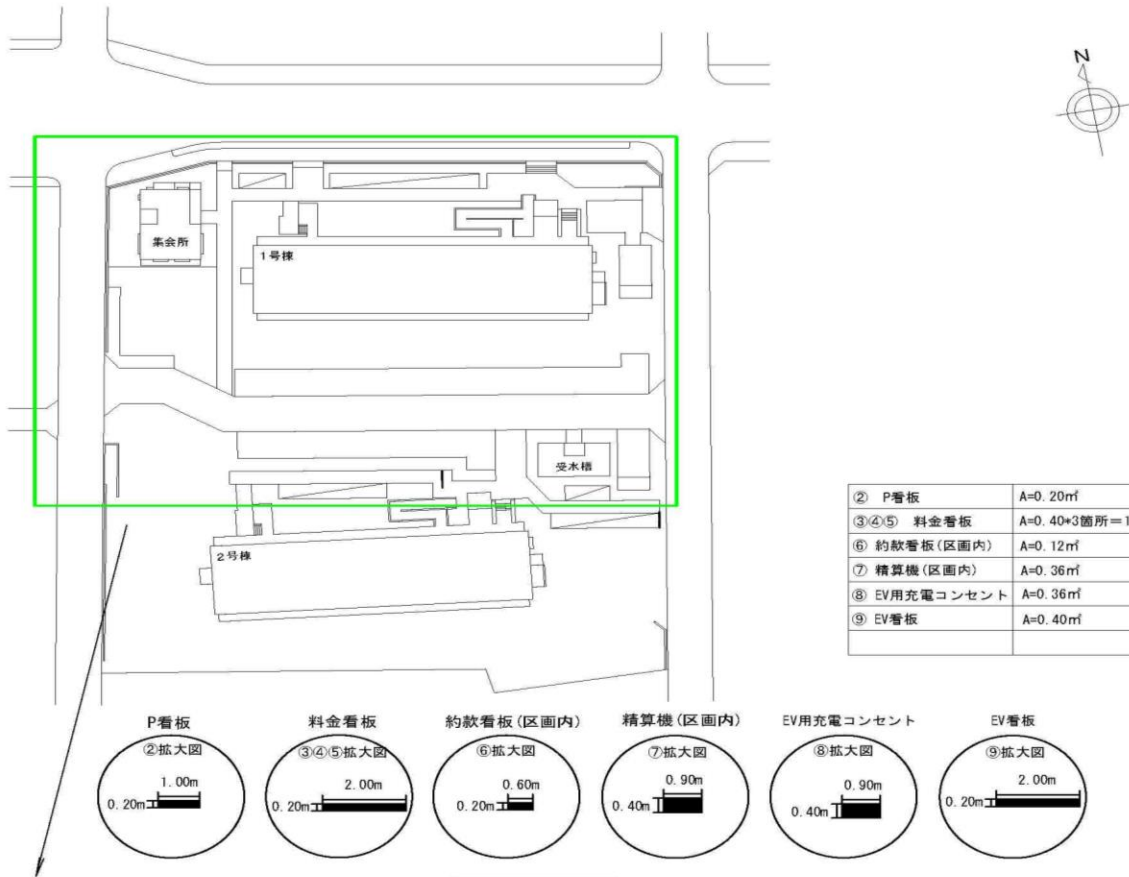 N
集会所
1号棟
受水槽
2号棟
② P看板 A=0.20㎡
③④⑤ 料金看板 A=0.40*3箇所=1
⑥ 約款看板(区画内) A=0.12㎡
⑦ 精算機(区画内) A=0.36㎡
⑧ EV用充電コンセント A=0.36㎡
⑨ EV看板 A=0.40㎡
P看板
②拡大図
1.00m
0.20m
料金看板
③④⑤拡大図
2.00m
0.20m
約款看板(区画内)
⑥拡大図
0.60m
0.20m
精算機(区画内)
⑦拡大図
0.90m
0.40m
EV用充電コンセント
⑧拡大図
0.90m
0.40m
EV看板
⑨拡大図
2.00m
0.20m